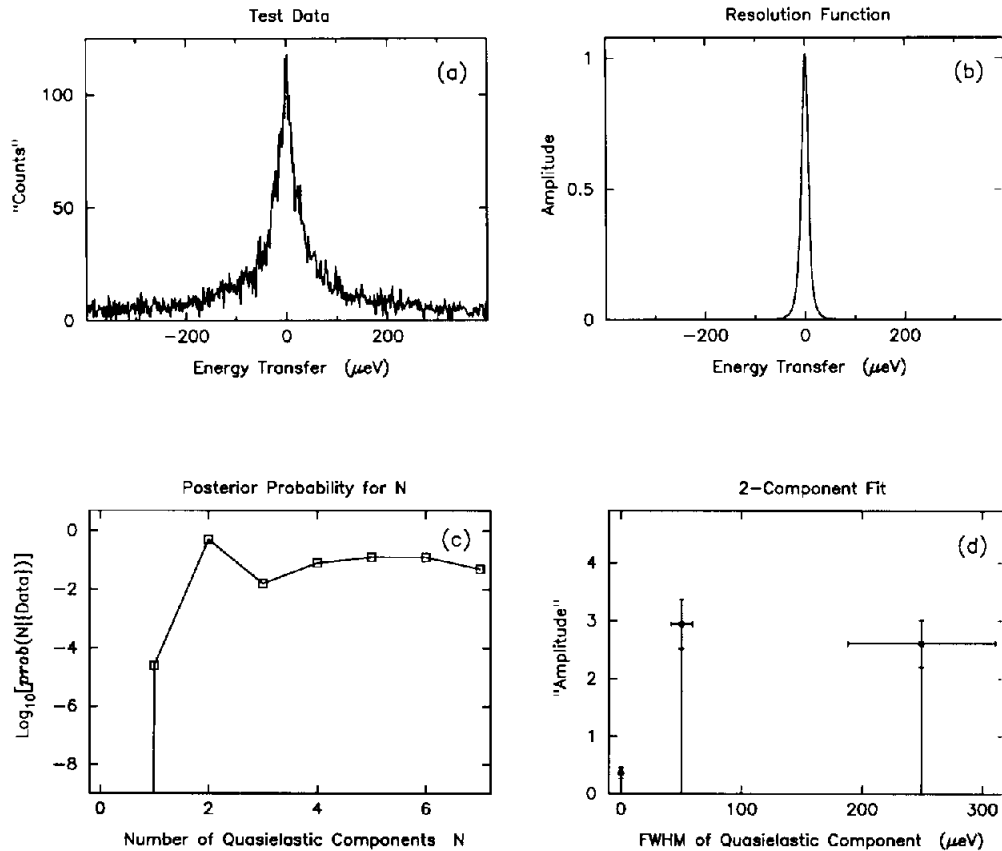 Test Data
(a)
"Counts"
100
50
0
−200
0
200
Energy Transfer (μeV)
Resolution Function
(b)
Amplitude
1
0.5
0
−200
0
200
Energy Transfer (μeV)
Posterior Probability for N
(c)
Log₁₀[prob(N|{Data})]
0
−2
−4
−6
−8
0
2
4
6
Number of Quasielastic Components N
2−Component Fit
(d)
"Amplitude"
4
3
2
1
0
0
100
200
300
FWHM of Quasielastic Component (μeV)